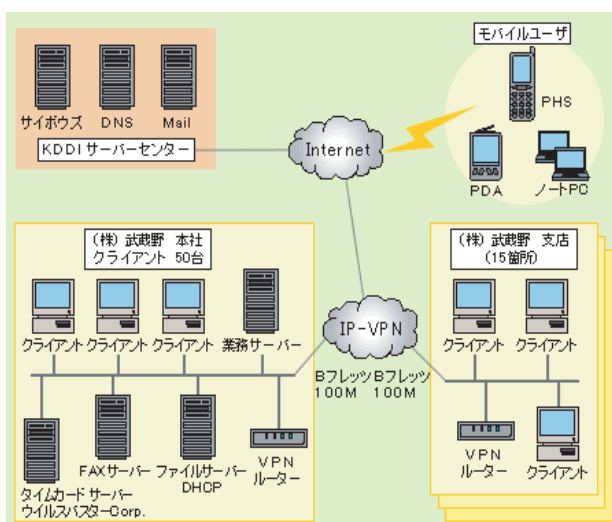 サイボウズ DNS Mail
KDDIサーバーセンター
Internet
モバイルユーザ
PHS
PDA ノートPC
(株) 武蔵野 本社
クライアント 50台
クライアント クライアント クライアント 業務サーバー
タイムカード サーバー
ウイルスバスターCorp.
FAXサーバー
ファイルサーバー
DHCP
VPN
ルーター
IP-VPN
Bフレッツ Bフレッツ
100M 100M
(株) 武蔵野 支店
(15箇所)
クライアント クライアント
VPN
ルーター
クライアント